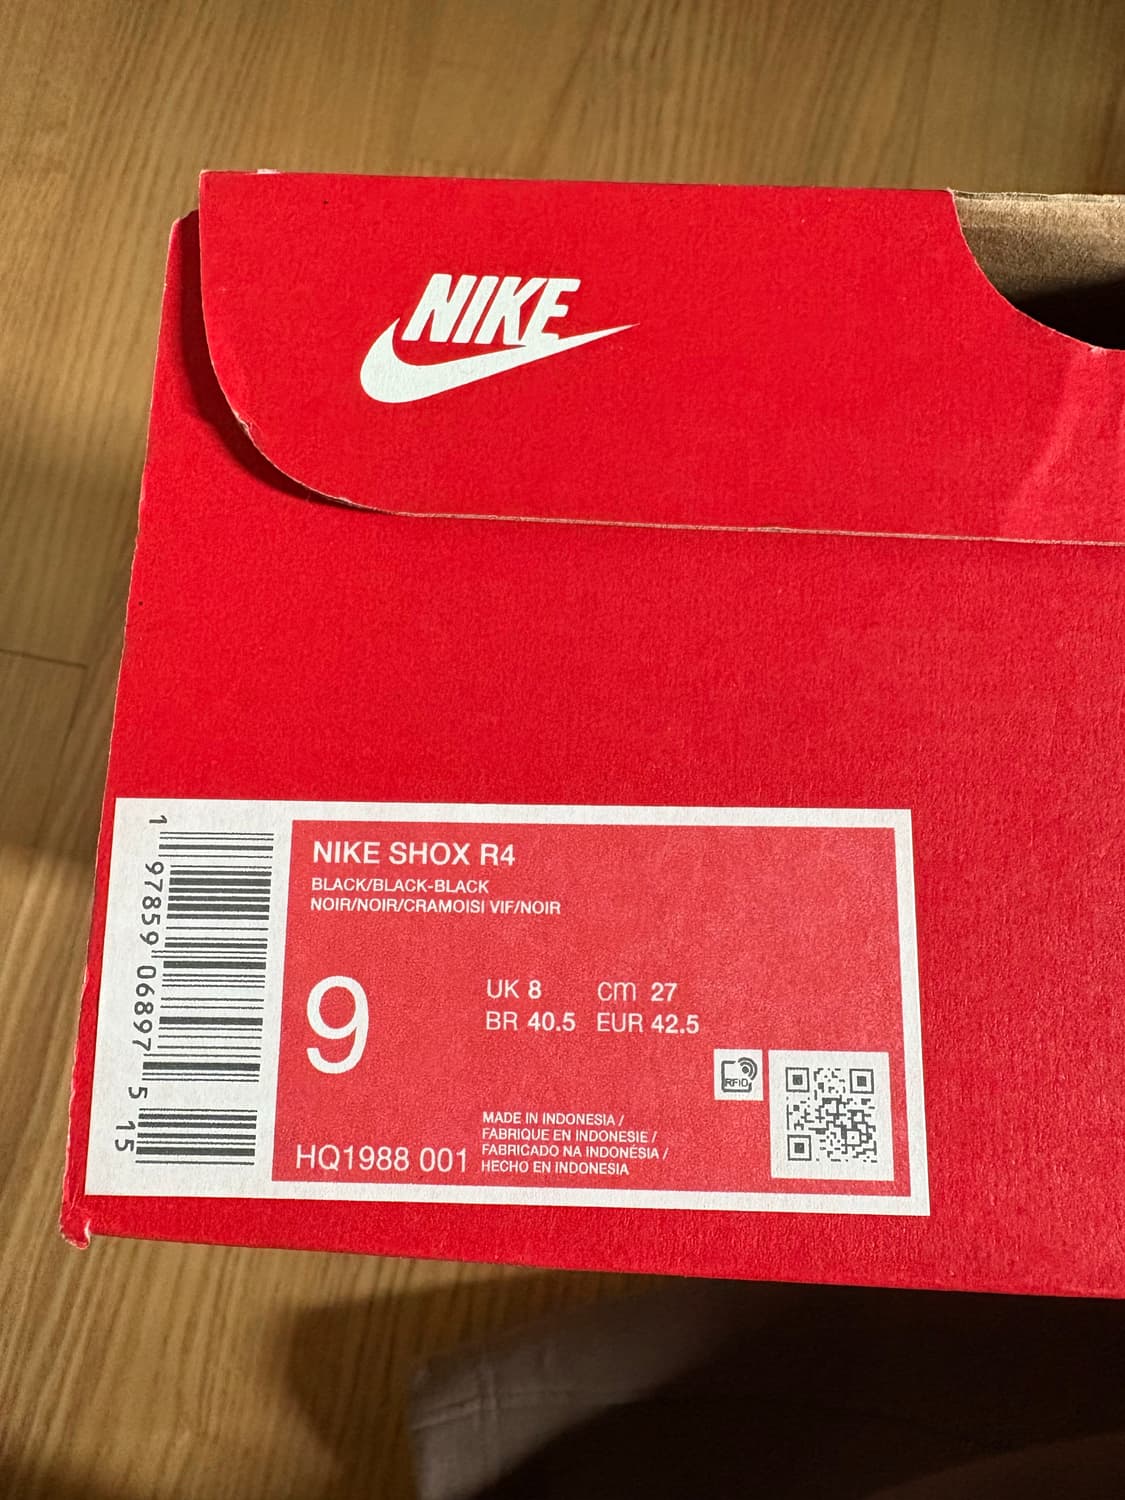 NIKE
NIKE SHOX R4
BLACK/BLACK-BLACK
NOIR/NOIR/CRAMOISI VIF/NOIR
9
UK 8 cm 27
BR 40.5 EUR 42.5
RFID
MADE IN INDONESIA /
FABRIQUE EN INDONESIE /
FABRICADO NA INDONÉSIA /
HECHO EN INDONESIA
HQ1988 001
1 97859 06897 5 15